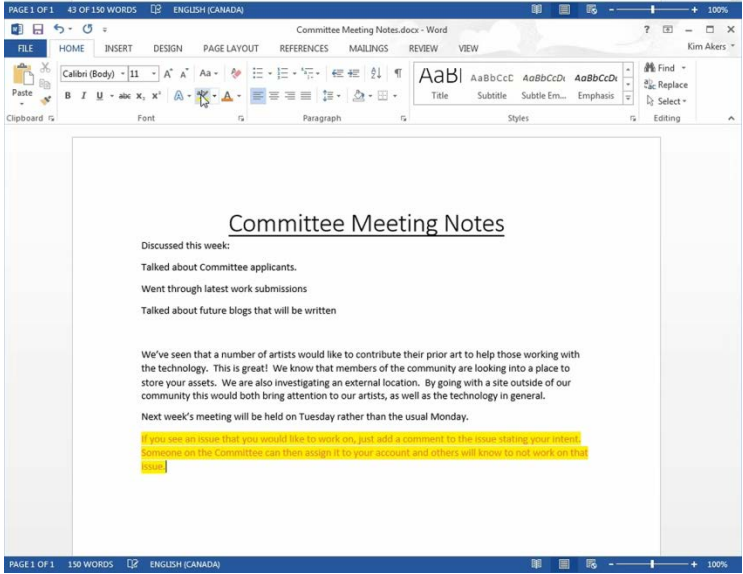 PAGE 1 OF 1 43 OF 150 WORDS ENGLISH (CANADA) 100%
Committee Meeting Notes.docx - Word
FILE HOME INSERT DESIGN PAGE LAYOUT REFERENCES MAILINGS REVIEW VIEW Kim Akers
Calibri (Body) 11 Aa
Paste
B I U abc x₂ x² A A
AaBl AaBbCcD AaBbCcDt AaBbCcDt
Title Subtitle Subtle Em... Emphasis
Find
Replace
Select
Clipboard Font Paragraph Styles Editing
Committee Meeting Notes
Discussed this week:
Talked about Committee applicants.
Went through latest work submissions
Talked about future blogs that will be written
We've seen that a number of artists would like to contribute their prior art to help those working with
the technology. This is great! We know that members of the community are looking into a place to
store your assets. We are also investigating an external location. By going with a site outside of our
community this would both bring attention to our artists, as well as the technology in general.
Next week's meeting will be held on Tuesday rather than the usual Monday.
If you see an issue that you would like to work on, just add a comment to the issue stating your intent.
Someone on the Committee can then assign it to your account and others will know to not work on that
issue.
PAGE 1 OF 1 150 WORDS ENGLISH (CANADA) 100%